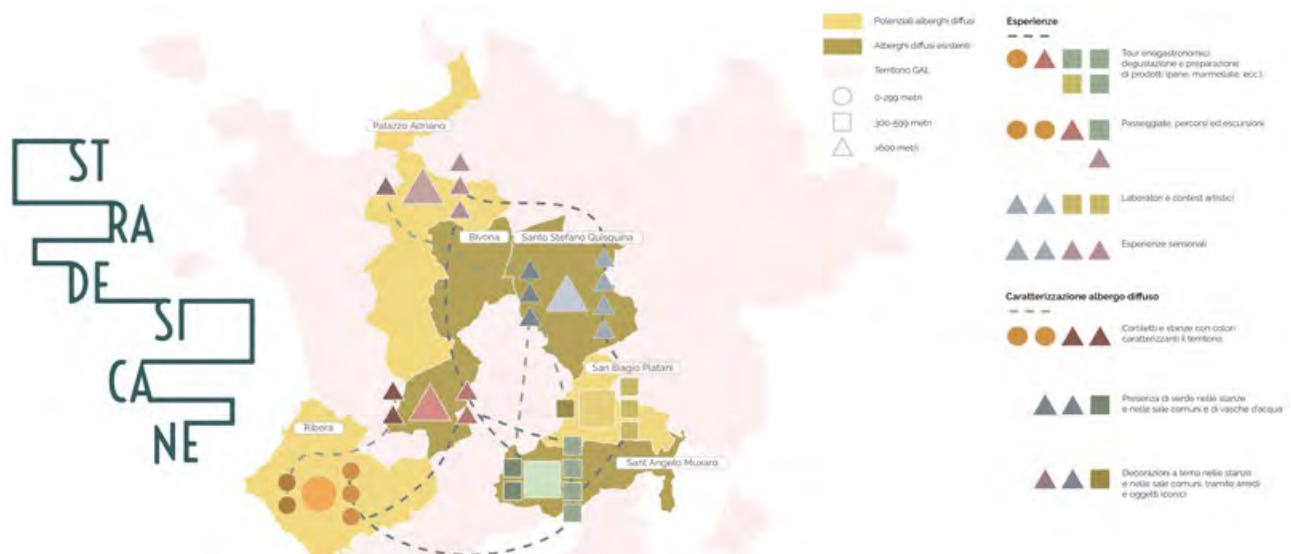 ST
RA
DE
SI
CA
NE
Palazzo Adriano
Bivona
Santo Stefano Quisquina
San Biagio Platani
Ribera
Sant'Angelo Muxaro
Potenziali alberghi diffusi
Alberghi diffusi esistenti
Territorio GAL
0-299 metri
300-599 metri
>600 metri
Esperienze
Tour enogastronomici,
degustazione e preparazione
di prodotti (pane, marmellate, ecc.)
Passeggiate, percorsi ed escursioni
Laboratori e contest artistici
Esperienze sensoriali
Caratterizzazione albergo diffuso
Cortiletti e stanze con colori
caratterizzanti il territorio
Presenza di verde nelle stanze
e nelle sale comuni e di vasche d'acqua
Decorazioni a tema nelle stanze
e nelle sale comuni, tramite arredi
e oggetti iconici